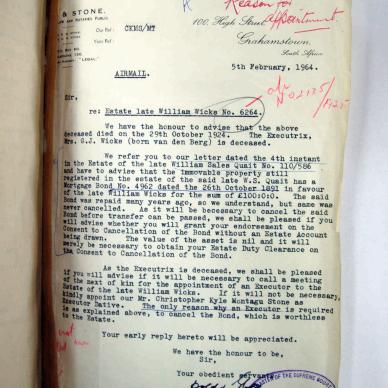 & STONE.
Reason for
appointment.
Our Ref: CKMS/MT
Your Ref:
100, High Street,
Grahamstown,
South Africa
"LEGAL"
5th February, 1964.
AIRMAIL
Sir,
re: Estate late William Wicks No. 6264.
We have the honour to advise that the above
deceased died on the 29th October 1924. The Executrix,
Mrs. G.J. Wicks (born van den Berg) is deceased.
We refer you to our letter dated the 4th instant
in the Estate of the late William Sales Quait No. 110/586
and have to advise that the Immovable property still
registered in the estate of the said late W.S. Quait has a
Mortgage Bond No. 4962 dated the 26th October 1891 in favour
of the late William Wicks for the sum of £100:0:0. The said
Bond was repaid many years ago, so we understand, but same was
never cancelled. As it will be necessary to cancel the said
Bond before transfer can be passed, we shall be pleased if you
will advise whether you will grant your endorsement on the
Consent to Cancellation of the Bond without an Estate Account
being drawn. The value of the asset is nil and it will
merely be necessary to obtain your Estate Duty Clearance on
the Consent to Cancellation of the Bond.
As the Executrix is deceased, we shall be pleased
if you will advise if it will be necessary to call a meeting
of the next of kin for the appointment of an Executor to the
Estate of the late William Wicks. If it will not be necessary,
kindly appoint our Mr. Christopher Kyle Montagu Stone as
Executor Dative. The only reason why an Executor is required
is as explained above, to cancel the Bond, which is worthless
to the Estate.
Your early reply hereto will be appreciated.
We have the honour to be,
Sir,
Your obedient servants
MASTER OF THE SUPREME